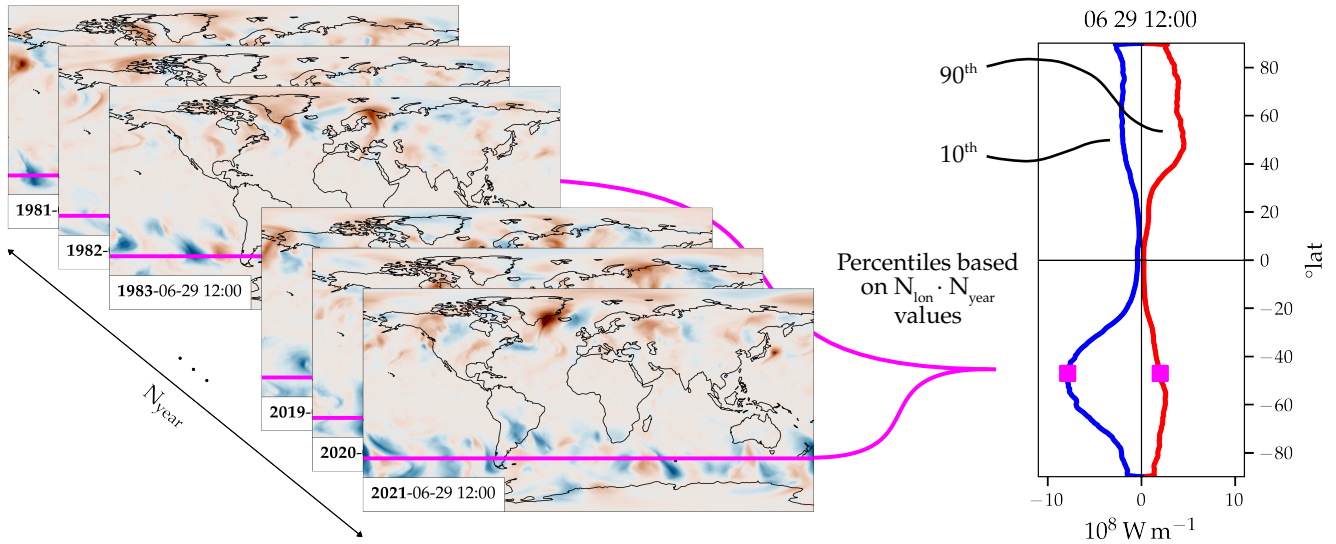 1981-
1982-
1983-06-29 12:00
2019-
2020-
2021-06-29 12:00
N_year
Percentiles based
on N_lon · N_year
values
06 29 12:00
90th
10th
80
60
40
20
0
−20
−40
−60
−80
°lat
−10 0 10
10⁸ W m⁻¹